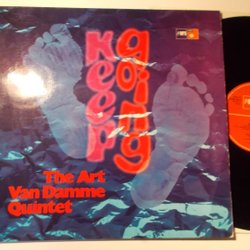 Keep
going
The Art
Van Damme
Quintet